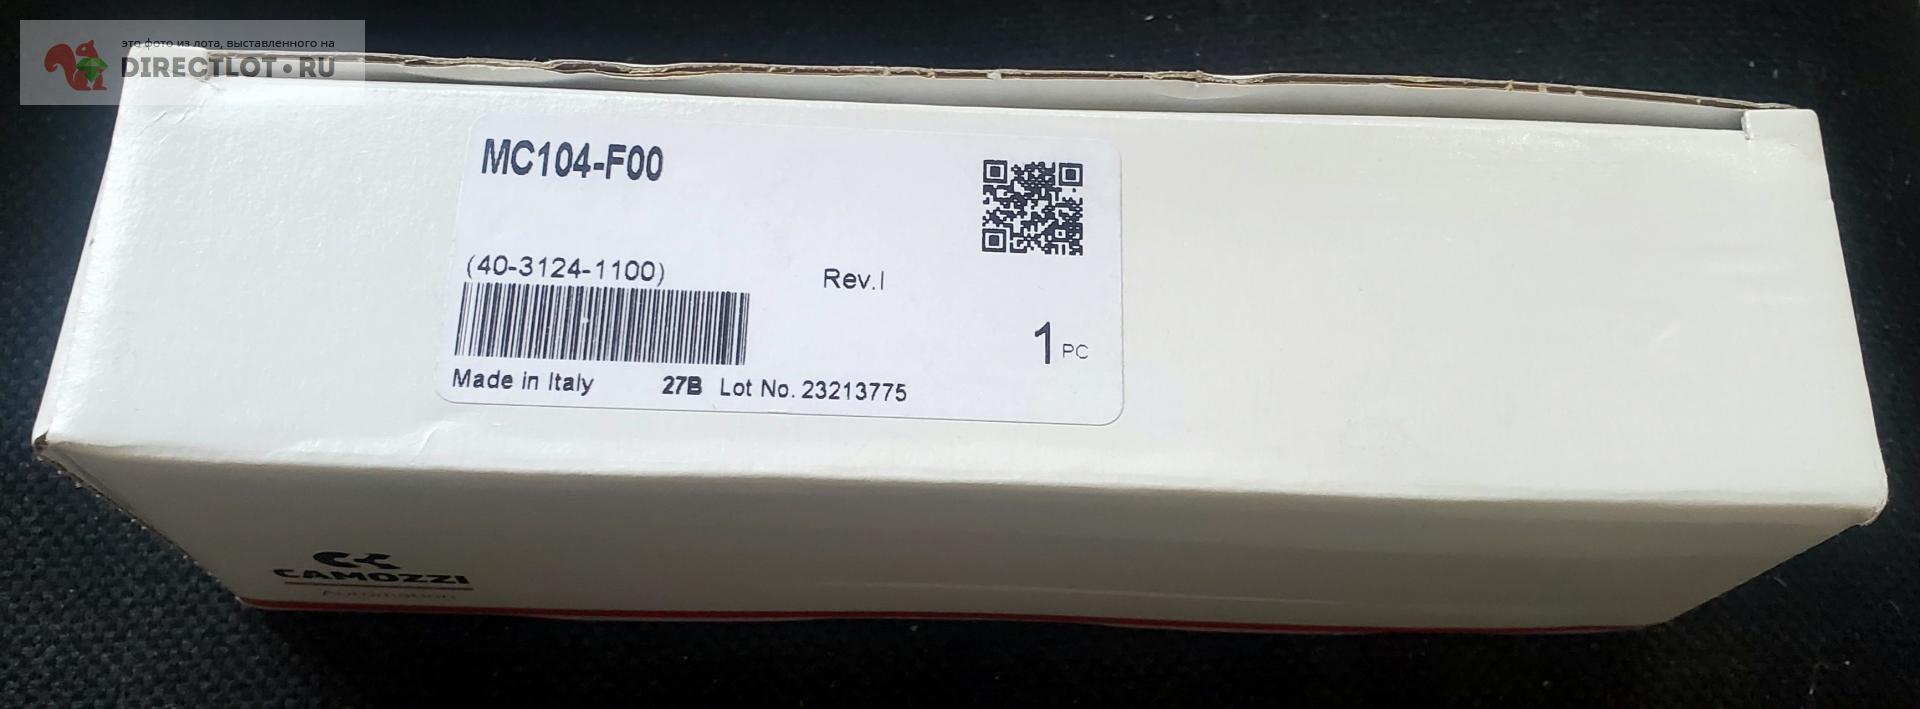 это фото из лота, выставленного на
DIRECTLOT•RU
MC104-F00
(40-3124-1100)
Rev.I
1 PC
Made in Italy
27B Lot No. 23213775
CAMOZZI
Automation